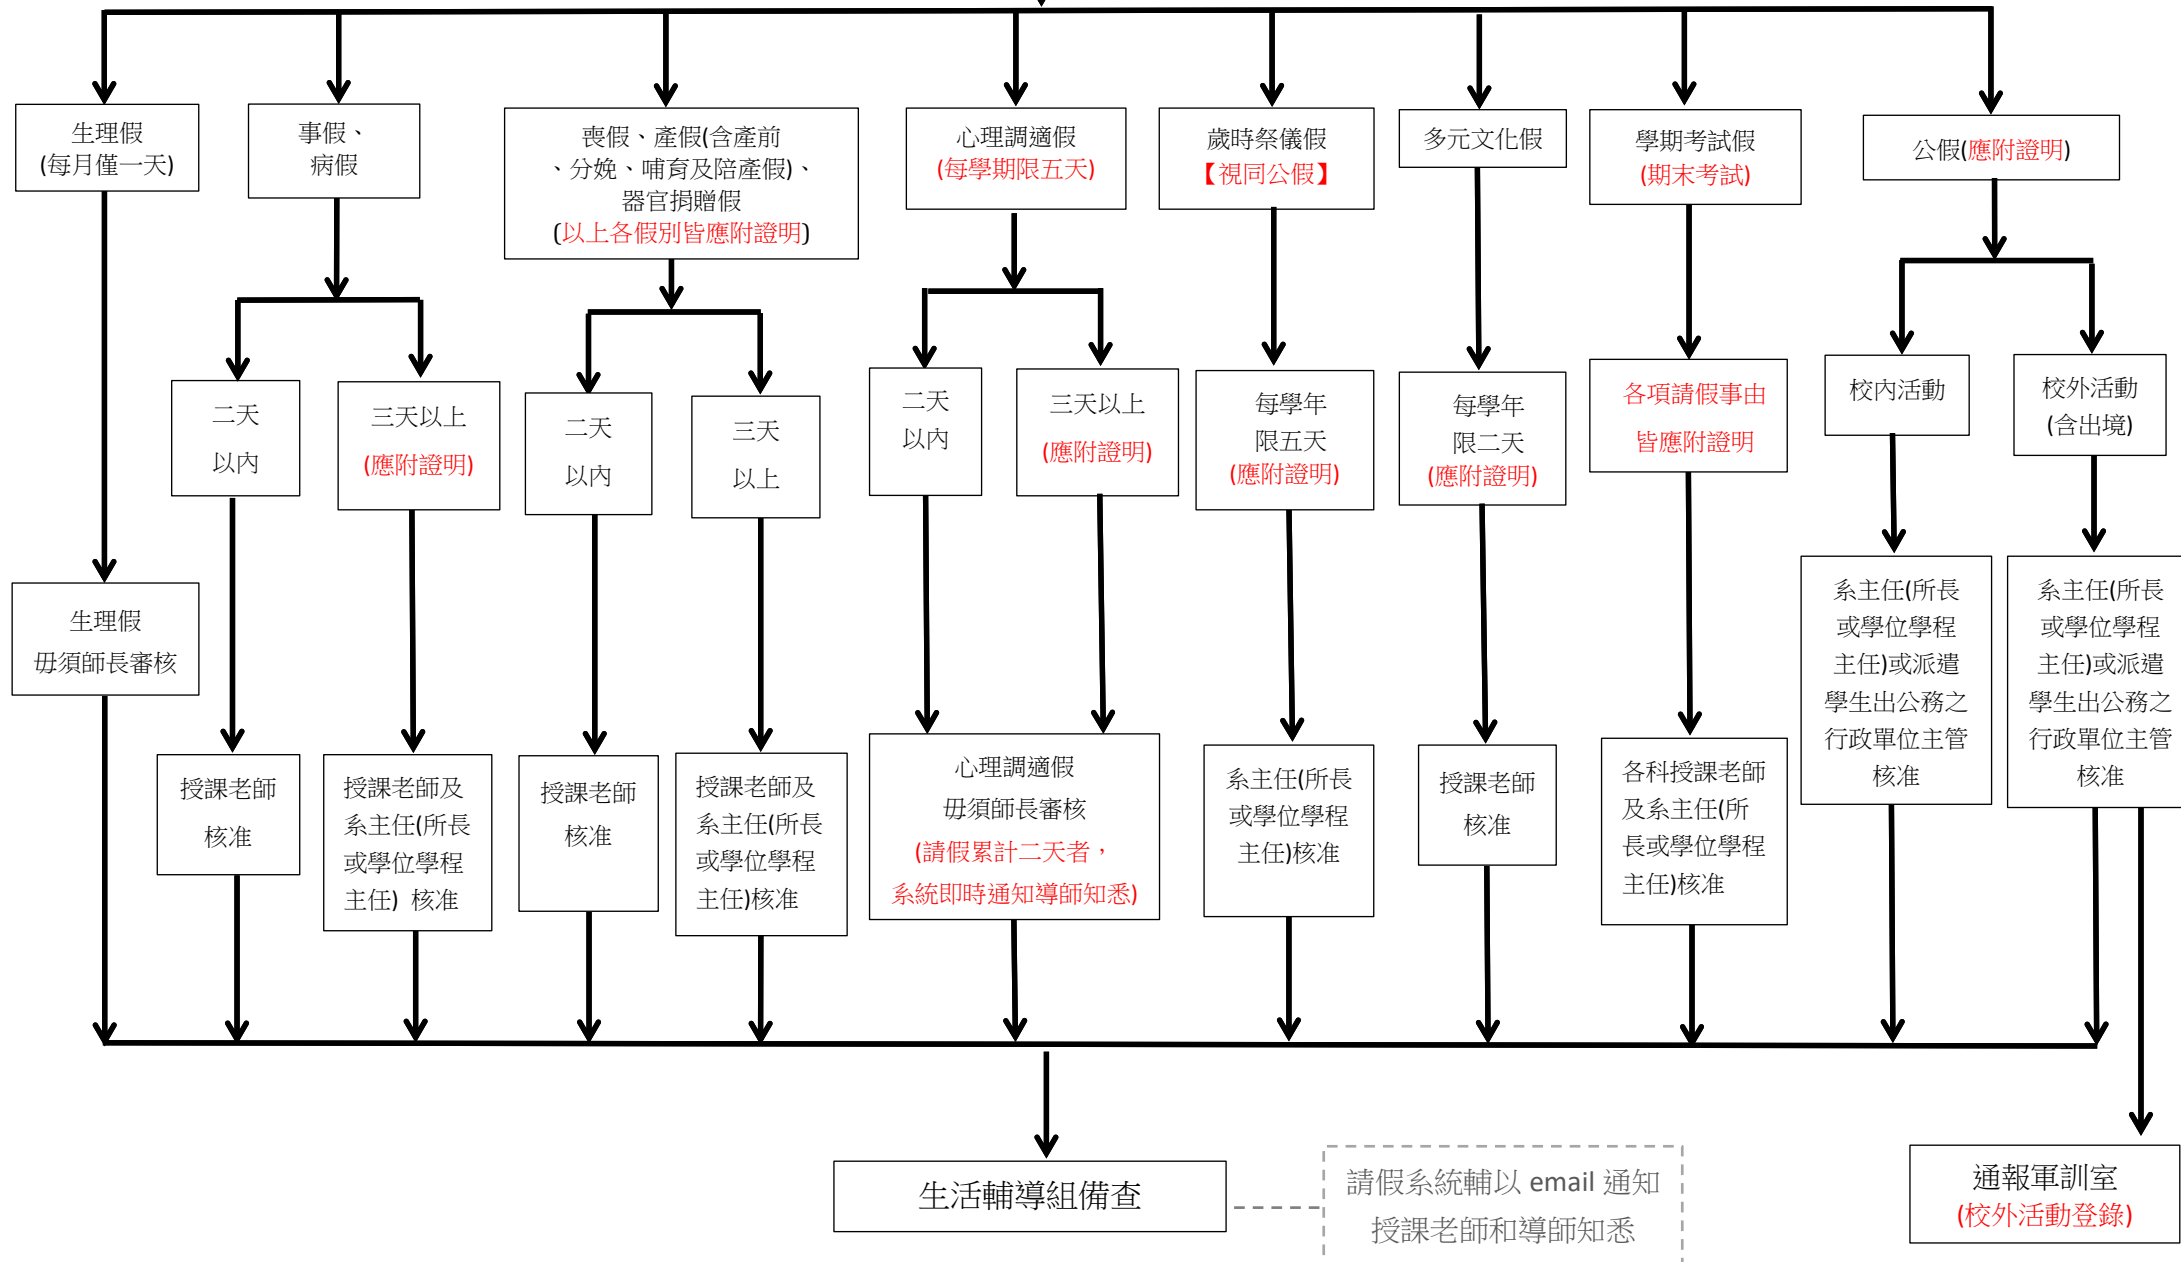 生理假
(每月僅一天)
事假、
病假
喪假、產假(含產前
、分娩、哺育及陪產假)、
器官捐贈假
(以上各假別皆應附證明)
心理調適假
(每學期限五天)
歲時祭儀假
【視同公假】
多元文化假
學期考試假
(期末考試)
公假(應附證明)
二天
以內
三天以上
(應附證明)
二天
以內
三天
以上
二天
以內
三天以上
(應附證明)
每學年
限五天
(應附證明)
每學年
限二天
(應附證明)
各項請假事由
皆應附證明
校內活動
校外活動
(含出境)
生理假
毋須師長審核
授課老師
核准
授課老師及
系主任(所長
或學位學程
主任) 核准
授課老師
核准
授課老師及
系主任(所長
或學位學程
主任)核准
心理調適假
毋須師長審核
(請假累計二天者，
系統即時通知導師知悉)
系主任(所長
或學位學程
主任)核准
授課老師
核准
各科授課老師
及系主任(所
長或學位學程
主任)核准
系主任(所長
或學位學程
主任)或派遣
學生出公務之
行政單位主管
核准
系主任(所長
或學位學程
主任)或派遣
學生出公務之
行政單位主管
核准
生活輔導組備查
請假系統輔以 email 通知
授課老師和導師知悉
通報軍訓室
(校外活動登錄)